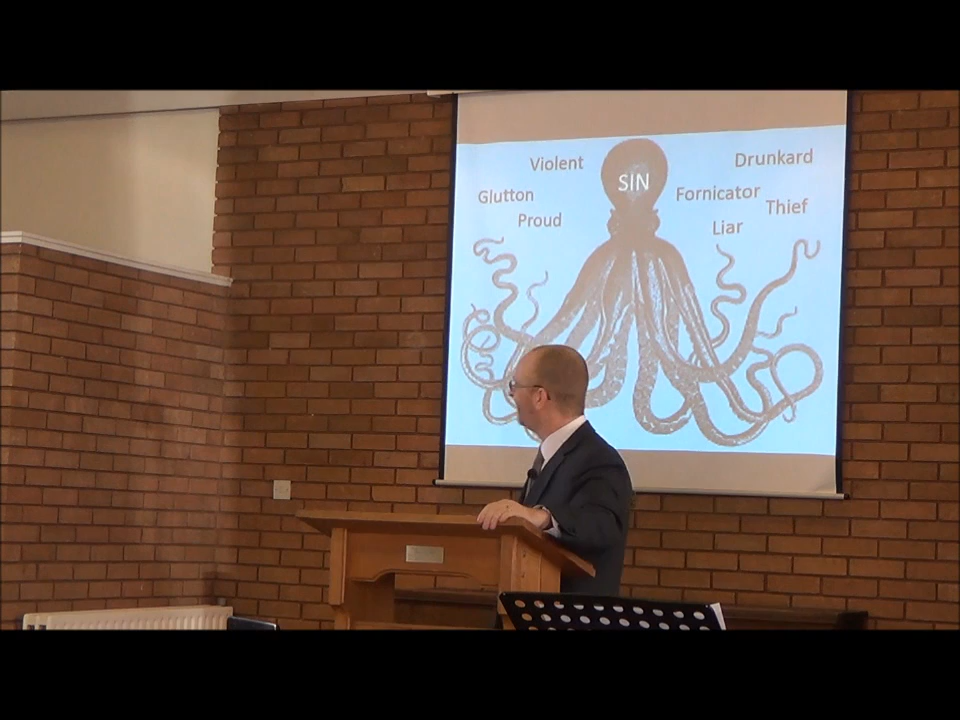 Violent
Drunkard
SIN
Glutton
Fornicator
Thief
Proud
Liar